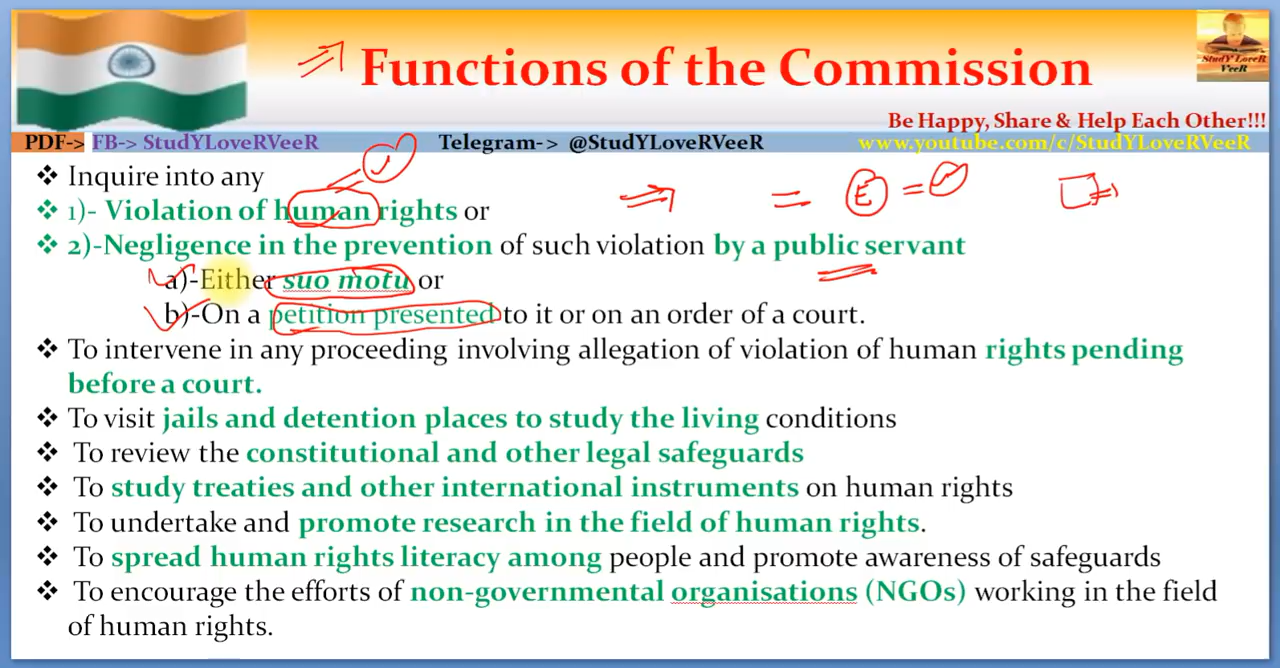 Functions of the Commission
StudY LoveR
VeeR
Be Happy, Share & Help Each Other!!!
PDF-> FB-> StudYLoveRVeeR Telegram-> @StudYLoveRVeeR www.youtube.com/c/StudYLoveRVeeR
❖ Inquire into any
❖ 1)- Violation of human rights or
❖ 2)-Negligence in the prevention of such violation by a public servant
a)-Either suo motu or
b)-On a petition presented to it or on an order of a court.
❖ To intervene in any proceeding involving allegation of violation of human rights pending
before a court.
❖ To visit jails and detention places to study the living conditions
❖ To review the constitutional and other legal safeguards
❖ To study treaties and other international instruments on human rights
❖ To undertake and promote research in the field of human rights.
❖ To spread human rights literacy among people and promote awareness of safeguards
❖ To encourage the efforts of non-governmental organisations (NGOs) working in the field
of human rights.